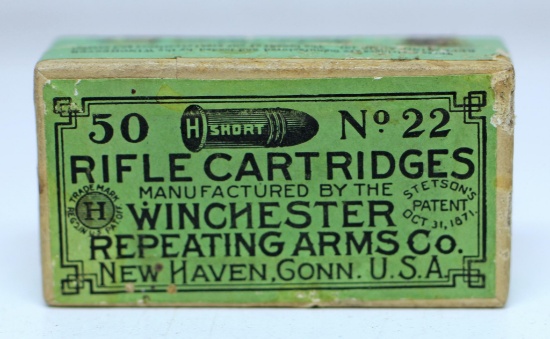 50 H SHORT Nº 22
RIFLE CARTRIDGES
MANUFACTURED BY THE
WINCHESTER
REPEATING ARMS CO.
NEW HAVEN, CONN. U.S.A.
TRADE MARK
H
STETSON'S
PATENT
OCT 31, 1871.